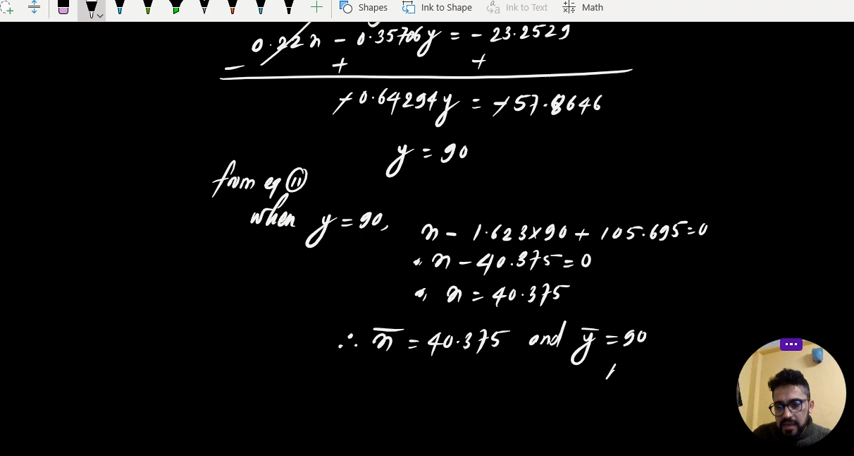 Shapes Ink to Shape Ink to Text Math
0.22x - 0.35706y = - 23.2529
- + +
-0.64294y = -57.8646
y = 90
from eq (ii)
when y = 90, x - 1.623×90 + 105.695=0
x - 40.375=0
x = 40.375
∴ x̄ = 40.375 and ȳ = 90